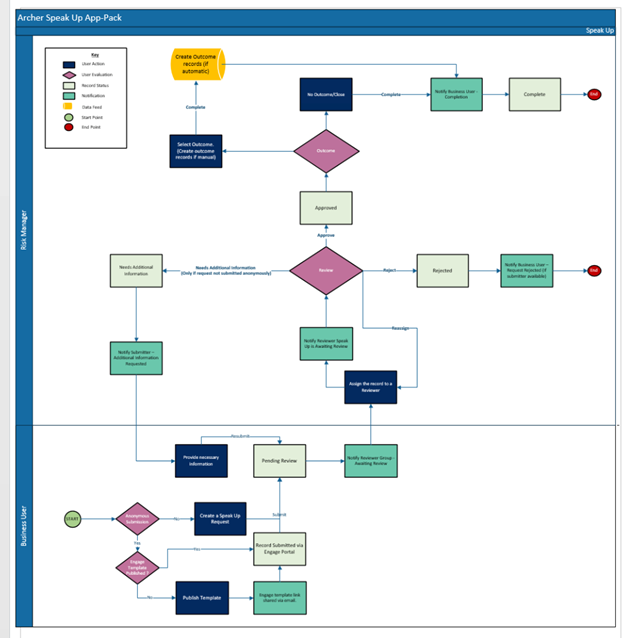 Archer Speak Up App-Pack
Speak Up
Key
User Action
User Evaluation
Record Status
Notification
Data Feed
Start Point
End Point
Create Outcome
records (if
automatic)
Complete
Select Outcome.
(Create outcome
records if manual)
No Outcome/Close
Complete
Notify Business User -
Completion
Complete
End
Outcome
Approved
Approve
Risk Manager
Needs Additional
Information
Needs Additional Information
(Only if request not submitted anonymously)
Review
Reject
Rejected
Notify Business User –
Request Rejected (if
submitter available)
End
Reassign
Notify Submitter –
Additional Information
Requested
Notify Reviewer Speak
Up is Awaiting Review
Assign the record to a
Reviewer
Business User
Resubmit
Provide necessary
information
Pending Review
Notify Reviewer Group -
Awaiting Review
START
Anonymous
Submission
No
Create a Speak Up
Request
Submit
Yes
Engage
Template
Published ?
Yes
Record Submitted via
Engage Portal
No
Publish Template
Engage template link
shared via email.